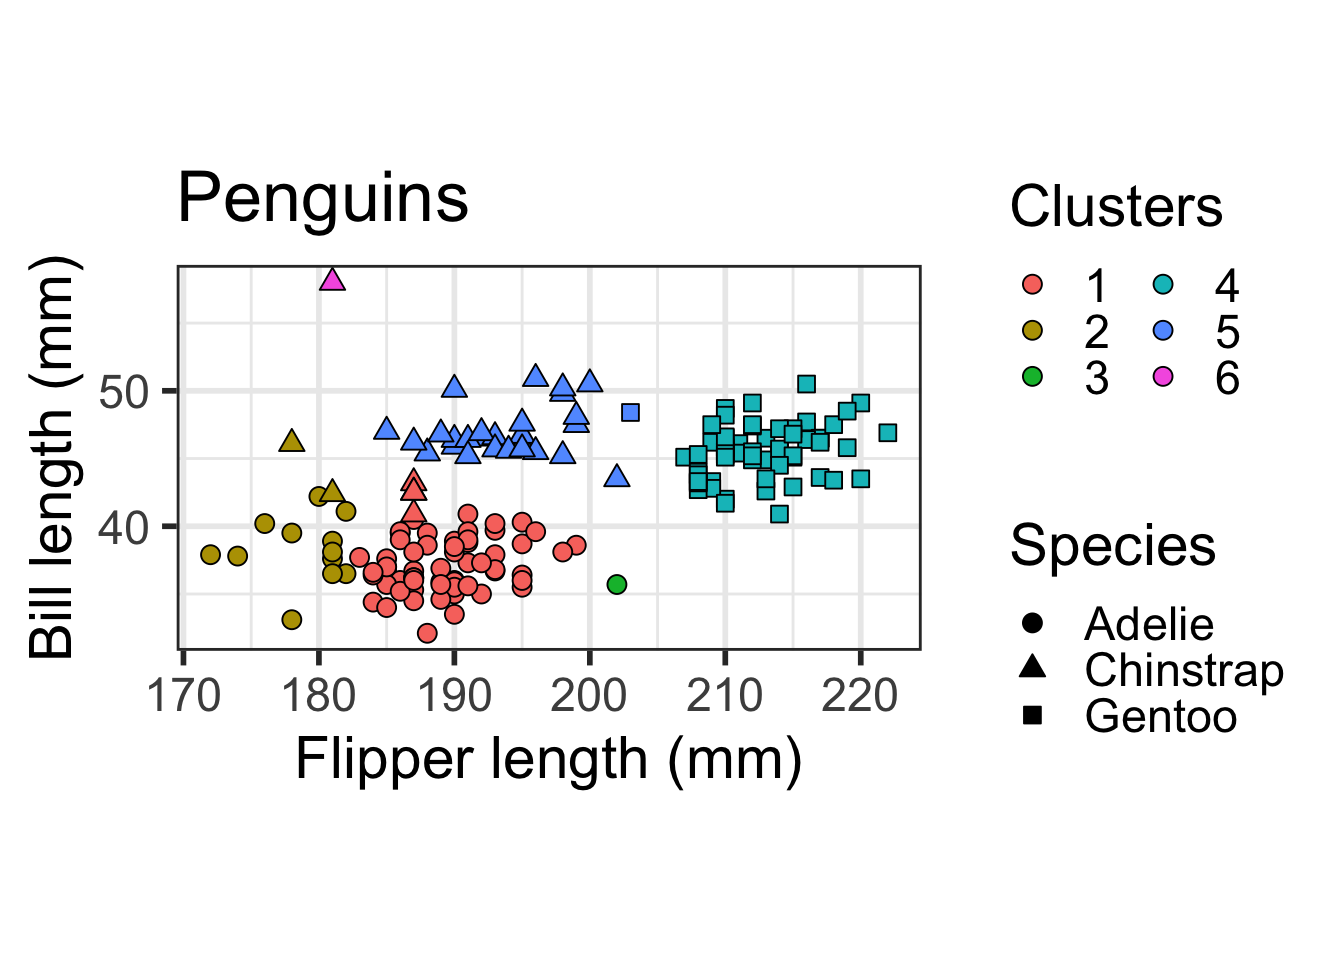 Penguins
Bill length (mm)
50
40
170 180 190 200 210 220
Flipper length (mm)
Clusters
1 4
2 5
3 6
Species
Adelie
Chinstrap
Gentoo